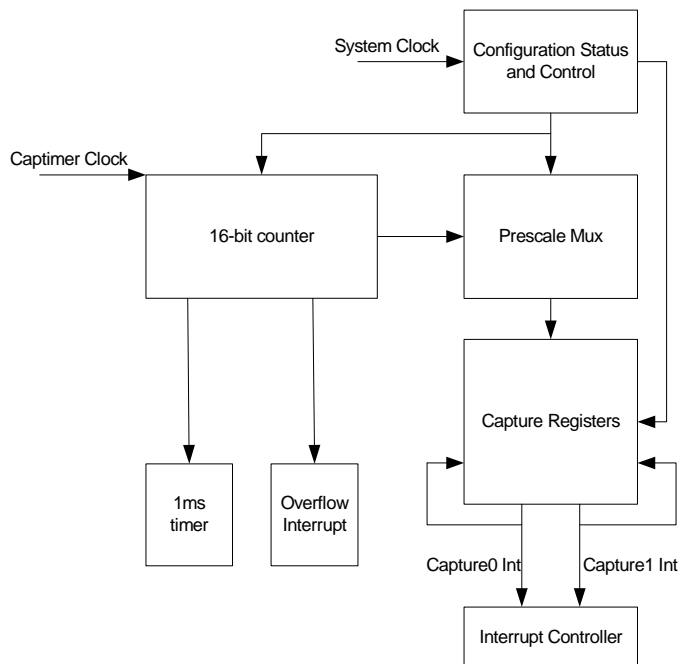 System Clock
Configuration Status
and Control
Captimer Clock
16-bit counter
Prescale Mux
Capture Registers
1ms
timer
Overflow
Interrupt
Capture0 Int
Capture1 Int
Interrupt Controller